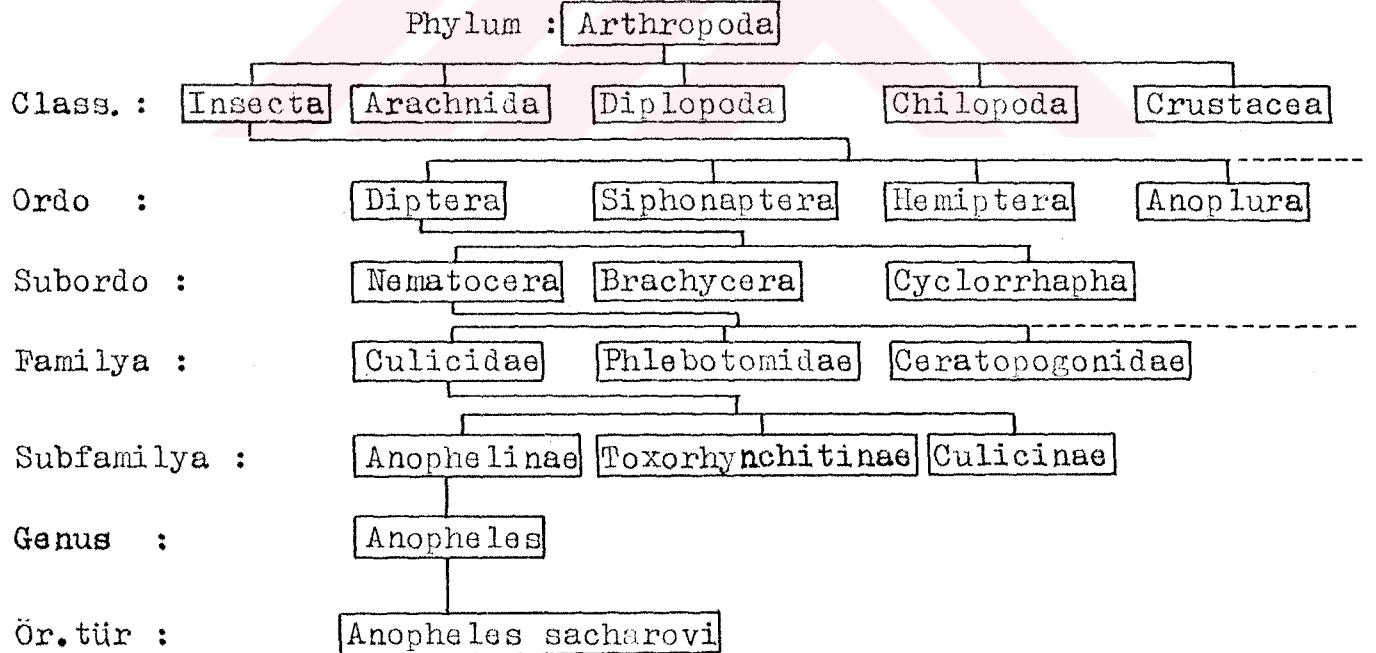 Phylum : Arthropoda
Class. : Insecta Arachnida Diplopoda Chilopoda Crustacea
Ordo : Diptera Siphonaptera Hemiptera Anoplura
Subordo : Nematocera Brachycera Cyclorrhapha
Familya : Culicidae Phlebotomidae Ceratopogonidae
Subfamilya : Anophelinae Toxorhynchitinae Culicinae
Genus : Anopheles
Ör.tür : Anopheles sacharovi